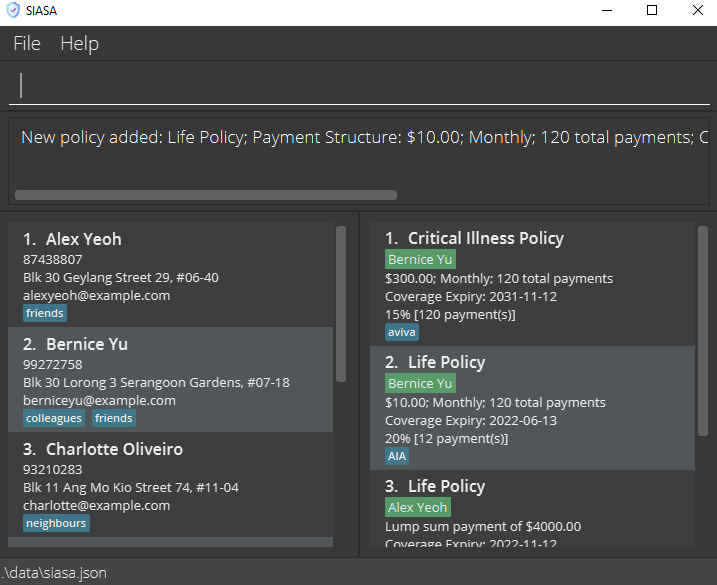 SIASA
File Help
New policy added: Life Policy; Payment Structure: $10.00; Monthly; 120 total payments; C
1. Alex Yeoh
87438807
Blk 30 Geylang Street 29, #06-40
alexyeoh@example.com
friends
2. Bernice Yu
99272758
Blk 30 Lorong 3 Serangoon Gardens, #07-18
berniceyu@example.com
colleagues friends
3. Charlotte Oliveiro
93210283
Blk 11 Ang Mo Kio Street 74, #11-04
charlotte@example.com
neighbours
1. Critical Illness Policy
Bernice Yu
$300.00; Monthly; 120 total payments
Coverage Expiry: 2031-11-12
15% [120 payment(s)]
aviva
2. Life Policy
Bernice Yu
$10.00; Monthly; 120 total payments
Coverage Expiry: 2022-06-13
20% [12 payment(s)]
AIA
3. Life Policy
Alex Yeoh
Lump sum payment of $4000.00
Coverage Expiry: 2022-11-12
.\data\siasa.json